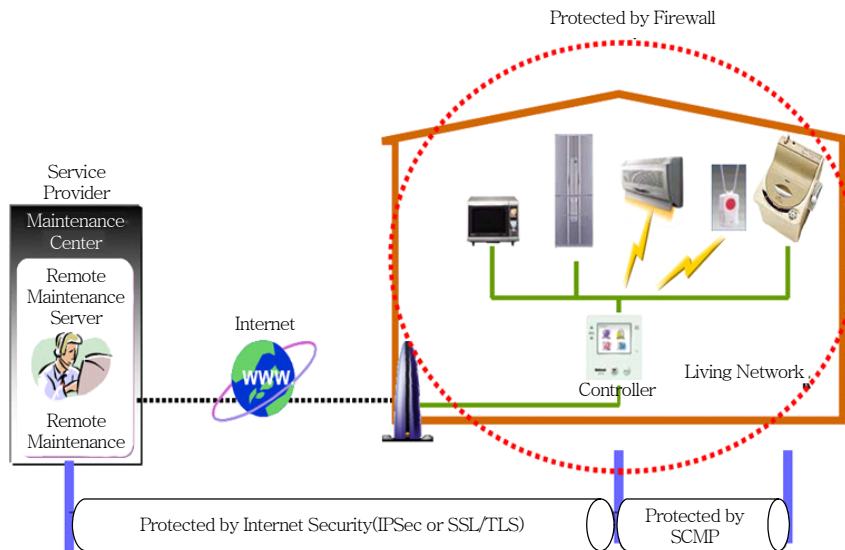 Protected by Firewall
Service
Provider
Maintenance
Center
Remote
Maintenance
Server
Remote
Maintenance
Internet
WWW
Controller
Living Network
Protected by Internet Security(IPSec or SSL/TLS)
Protected by
SCMP